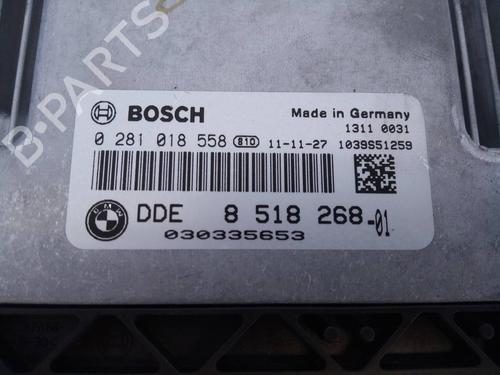 B-PARTS
BOSCH
Made in Germany
1311 0031
0 281 018 558 810 11-11-27 1039S51259
BMW
DDE 8 518 268-01
030335653